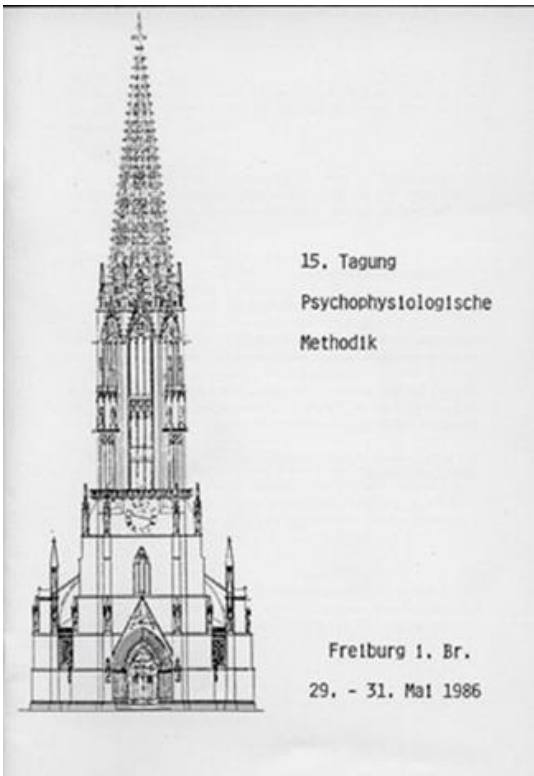 15. Tagung
Psychophysiologische
Methodik
Freiburg i. Br.
29. - 31. Mai 1986